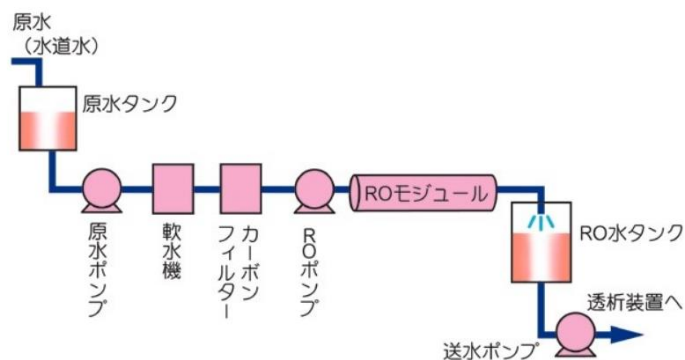 原水
（水道水）
原水タンク
原水ポンプ
軟水機
カーボン
フィルター
ROポンプ
ROモジュール
RO水タンク
透析装置へ
送水ポンプ